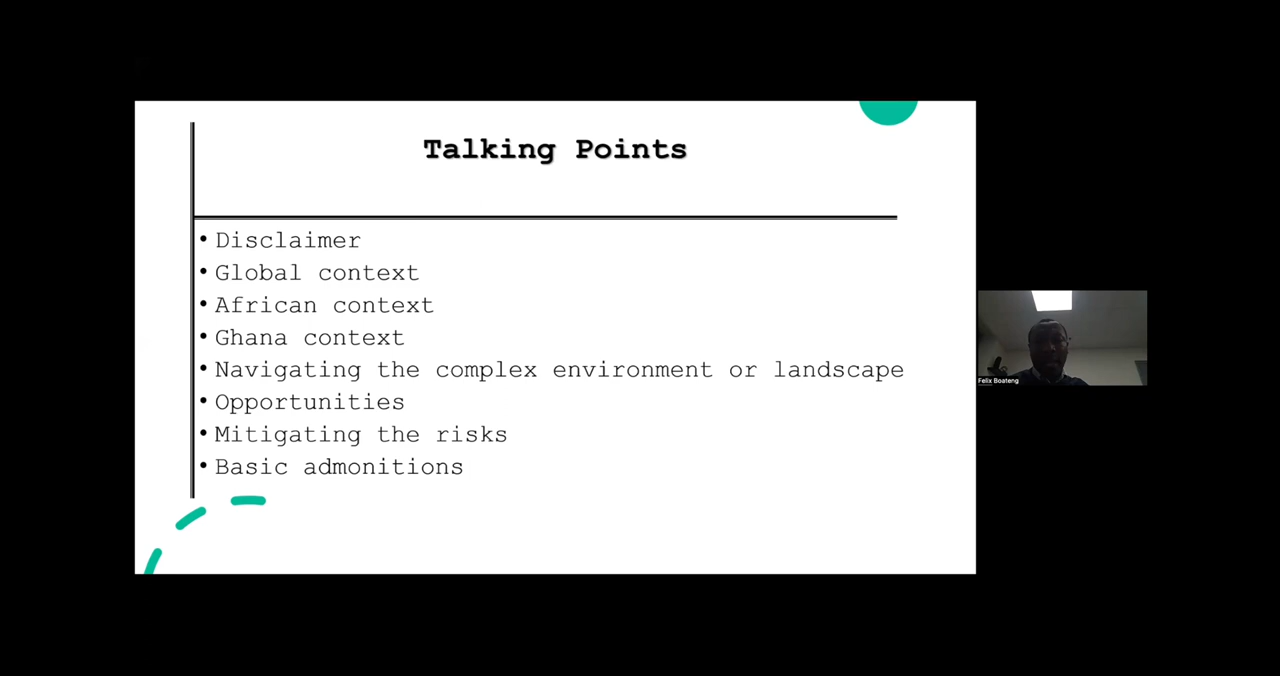 Talking Points
• Disclaimer
• Global context
• African context
• Ghana context
• Navigating the complex environment or landscape
• Opportunities
• Mitigating the risks
• Basic admonitions
Felix Boateng